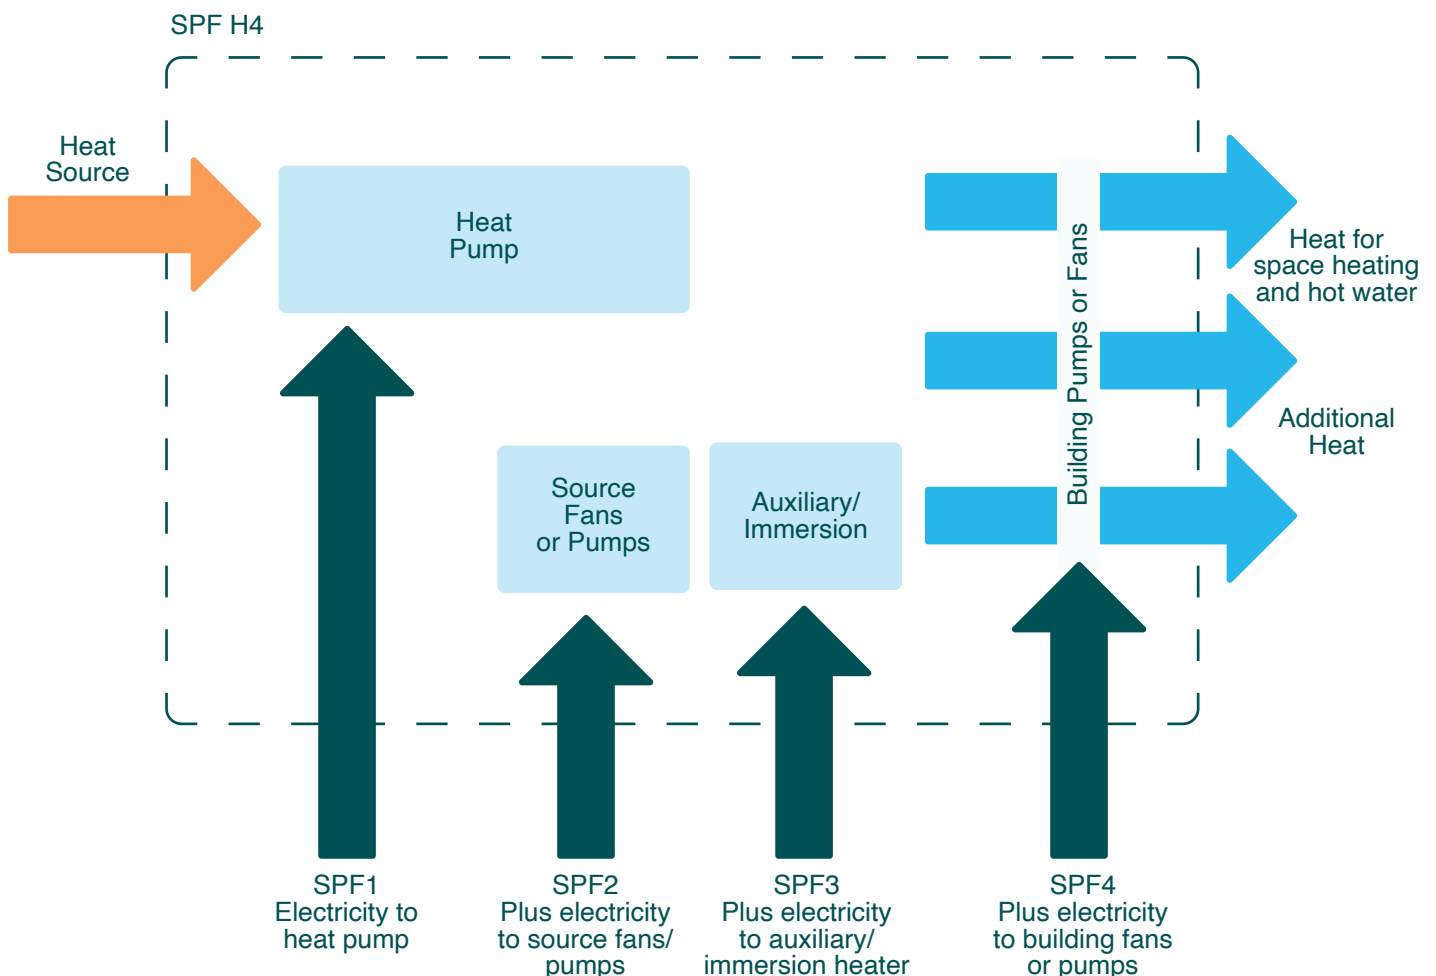 SPF H4
Heat
Source
Heat
Pump
Building Pumps or Fans
Heat for
space heating
and hot water
Additional
Heat
Source
Fans
or Pumps
Auxiliary/
Immersion
SPF1
Electricity to
heat pump
SPF2
Plus electricity
to source fans/
pumps
SPF3
Plus electricity
to auxiliary/
immersion heater
SPF4
Plus electricity
to building fans
or pumps